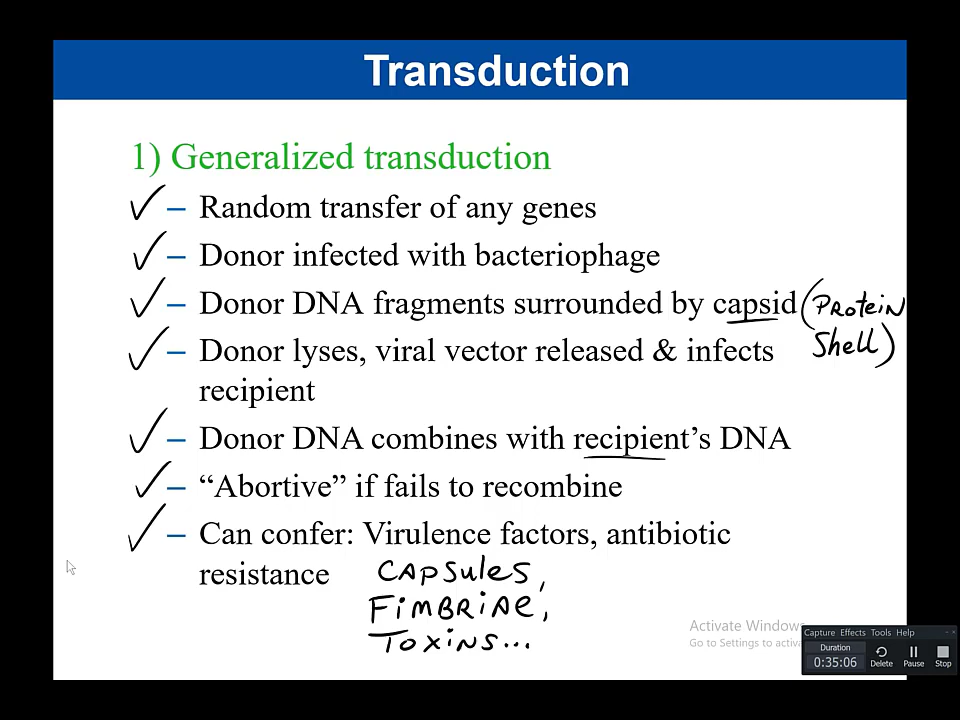 Transduction
1) Generalized transduction
– Random transfer of any genes
– Donor infected with bacteriophage
– Donor DNA fragments surrounded by capsid (PRotein
Shell)
– Donor lyses, viral vector released & infects
recipient
– Donor DNA combines with recipient’s DNA
– “Abortive” if fails to recombine
– Can confer: Virulence factors, antibiotic
resistance
CAPSules,
FiMBRiAe,
ToxiNS...
Activate Windows
Go to Settings to activa
Capture Effects Tools Help
Duration
0:35:06
Delete Pause Stop